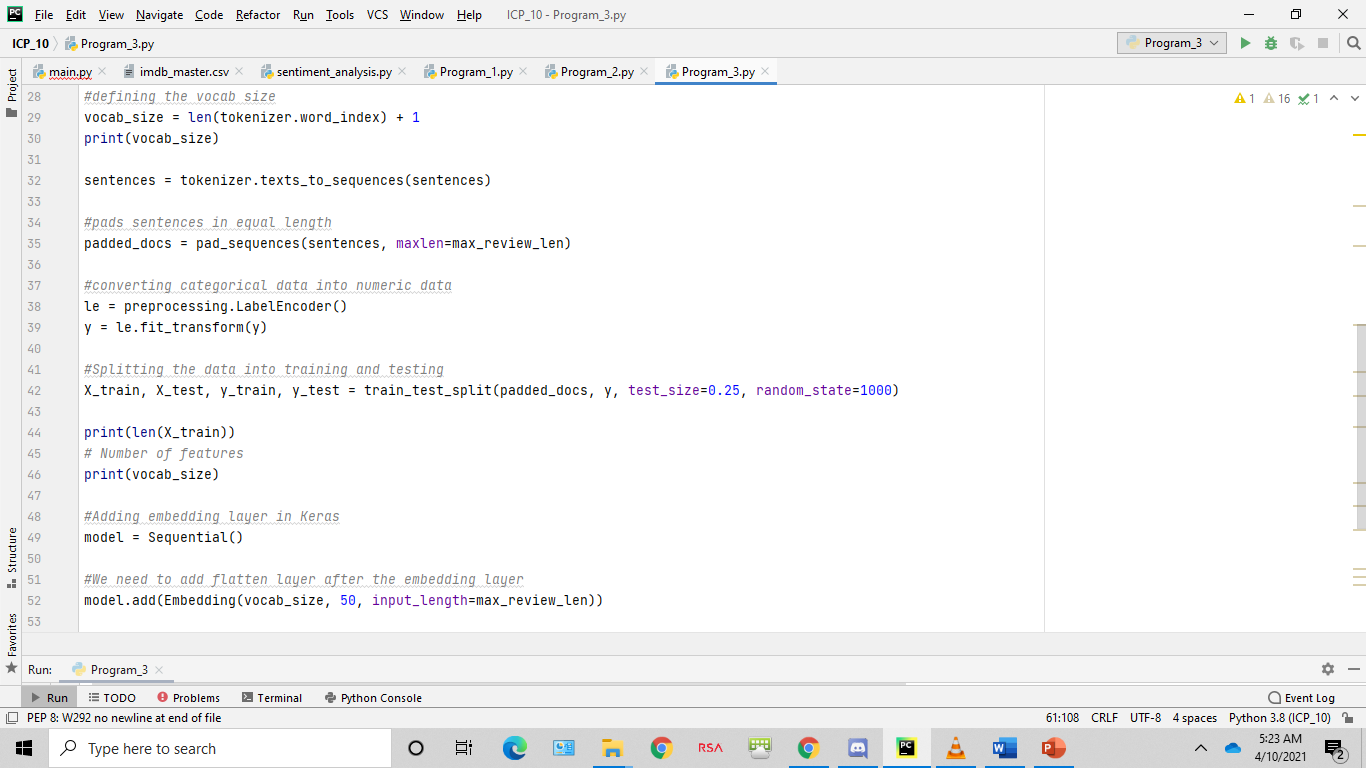 PC File Edit View Navigate Code Refactor Run Tools VCS Window Help ICP_10 - Program_3.py
ICP_10 Program_3.py Program_3
main.py imdb_master.csv sentiment_analysis.py Program_1.py Program_2.py Program_3.py
Project
1 16 1
28 #defining the vocab size
29 vocab_size = len(tokenizer.word_index) + 1
30 print(vocab_size)
31
32 sentences = tokenizer.texts_to_sequences(sentences)
33
34 #pads sentences in equal length
35 padded_docs = pad_sequences(sentences, maxlen=max_review_len)
36
37 #converting categorical data into numeric data
38 le = preprocessing.LabelEncoder()
39 y = le.fit_transform(y)
40
41 #Splitting the data into training and testing
42 X_train, X_test, y_train, y_test = train_test_split(padded_docs, y, test_size=0.25, random_state=1000)
43
44 print(len(X_train))
45 # Number of features
46 print(vocab_size)
47
48 #Adding embedding layer in Keras
49 model = Sequential()
50
51 #We need to add flatten layer after the embedding layer
52 model.add(Embedding(vocab_size, 50, input_length=max_review_len))
53
Structure
Favorites
Run: Program_3
Run TODO Problems Terminal Python Console Event Log
PEP 8: W292 no newline at end of file 61:108 CRLF UTF-8 4 spaces Python 3.8 (ICP_10)
Type here to search RSA PC W P 5:23 AM
4/10/2021 2